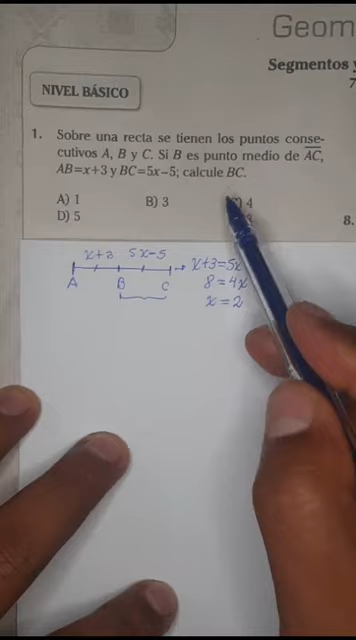 Geom
Segmentos y
7
NIVEL BÁSICO
1. Sobre una recta se tienen los puntos conse-
cutivos A, B y C. Si B es punto medio de AC,
AB=x+3 y BC=5x−5; calcule BC.
A) 1
B) 3
4
D) 5
8.
x+3 5x−5
A B C
x+3=5x
8=4x
x=2